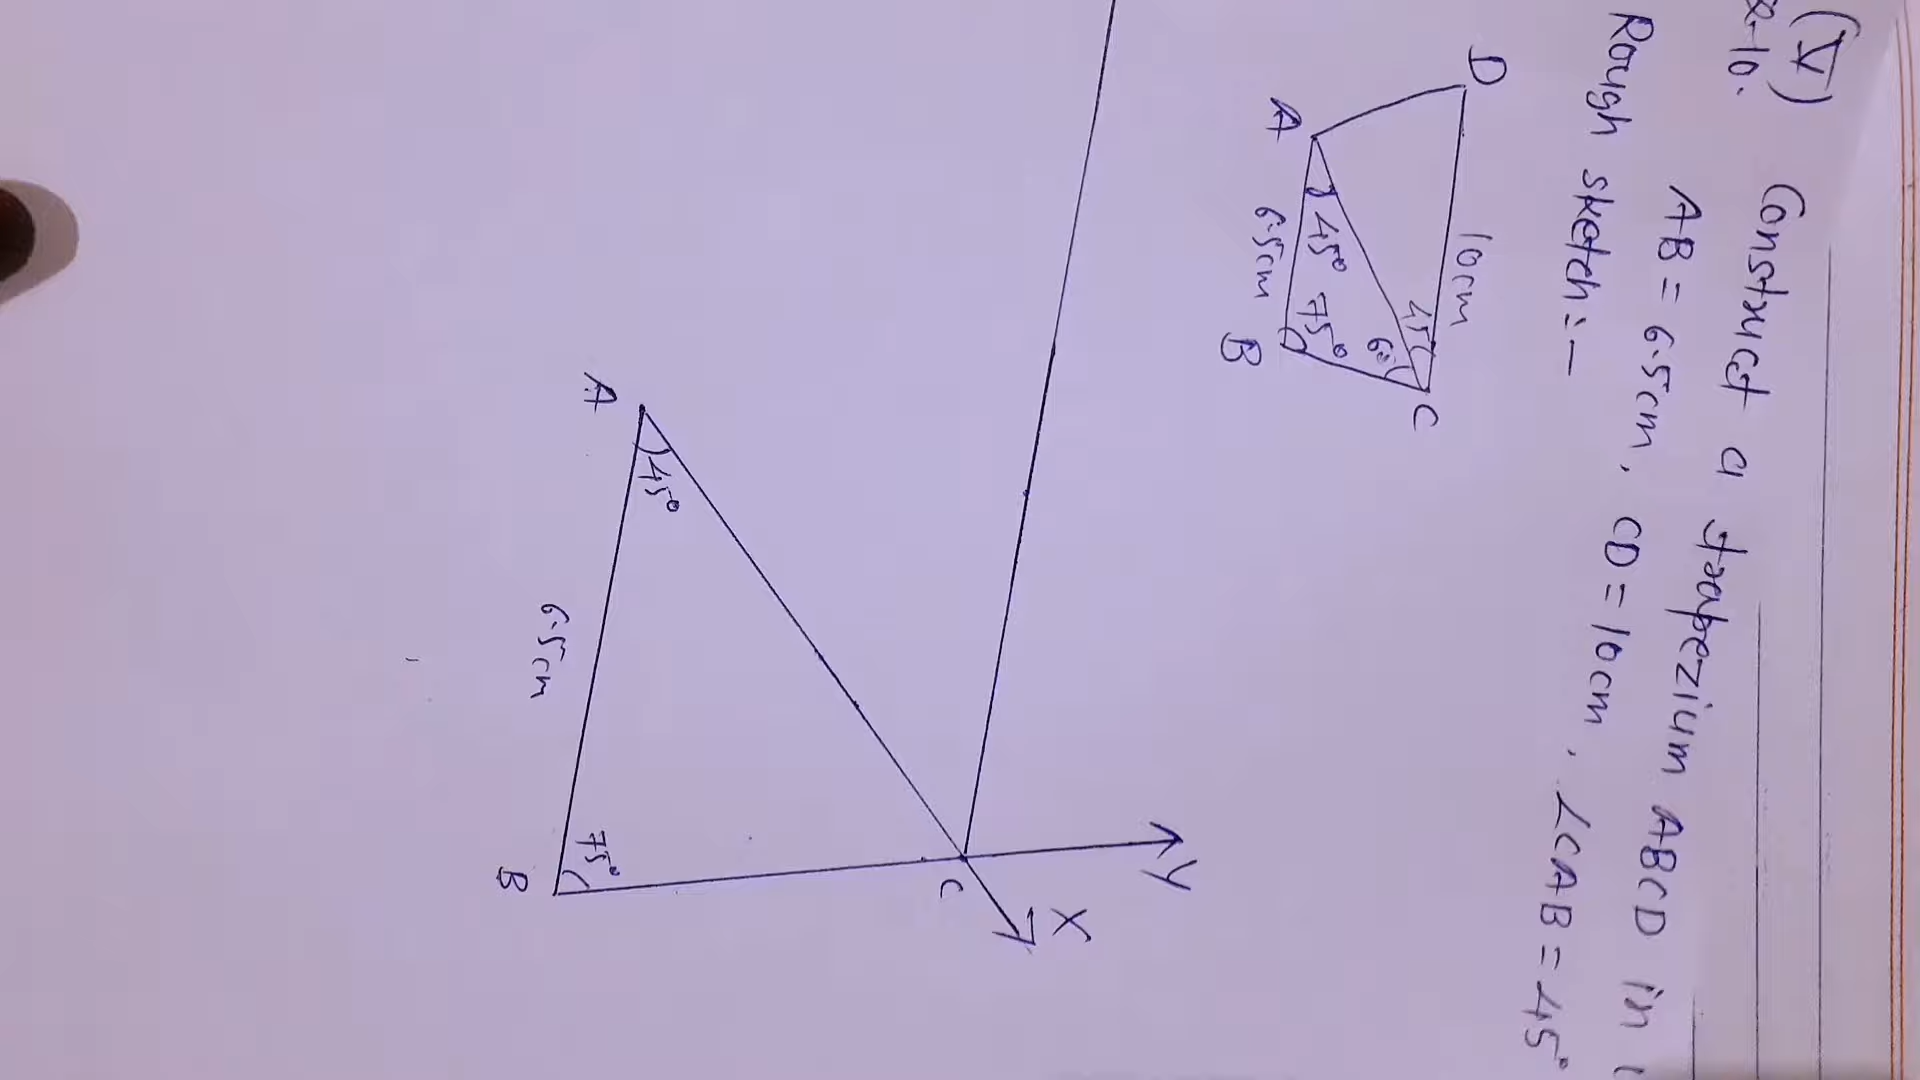 (V) Construct a trapezium ABCD in
x-10. AB = 6.5cm, CD = 10cm, ∠CAB = 45°
Rough sketch:-
D
10cm
C
45
60
A
45°
75°
6.5cm
B
Y
X
C
A
45°
75°
6.5cm
B